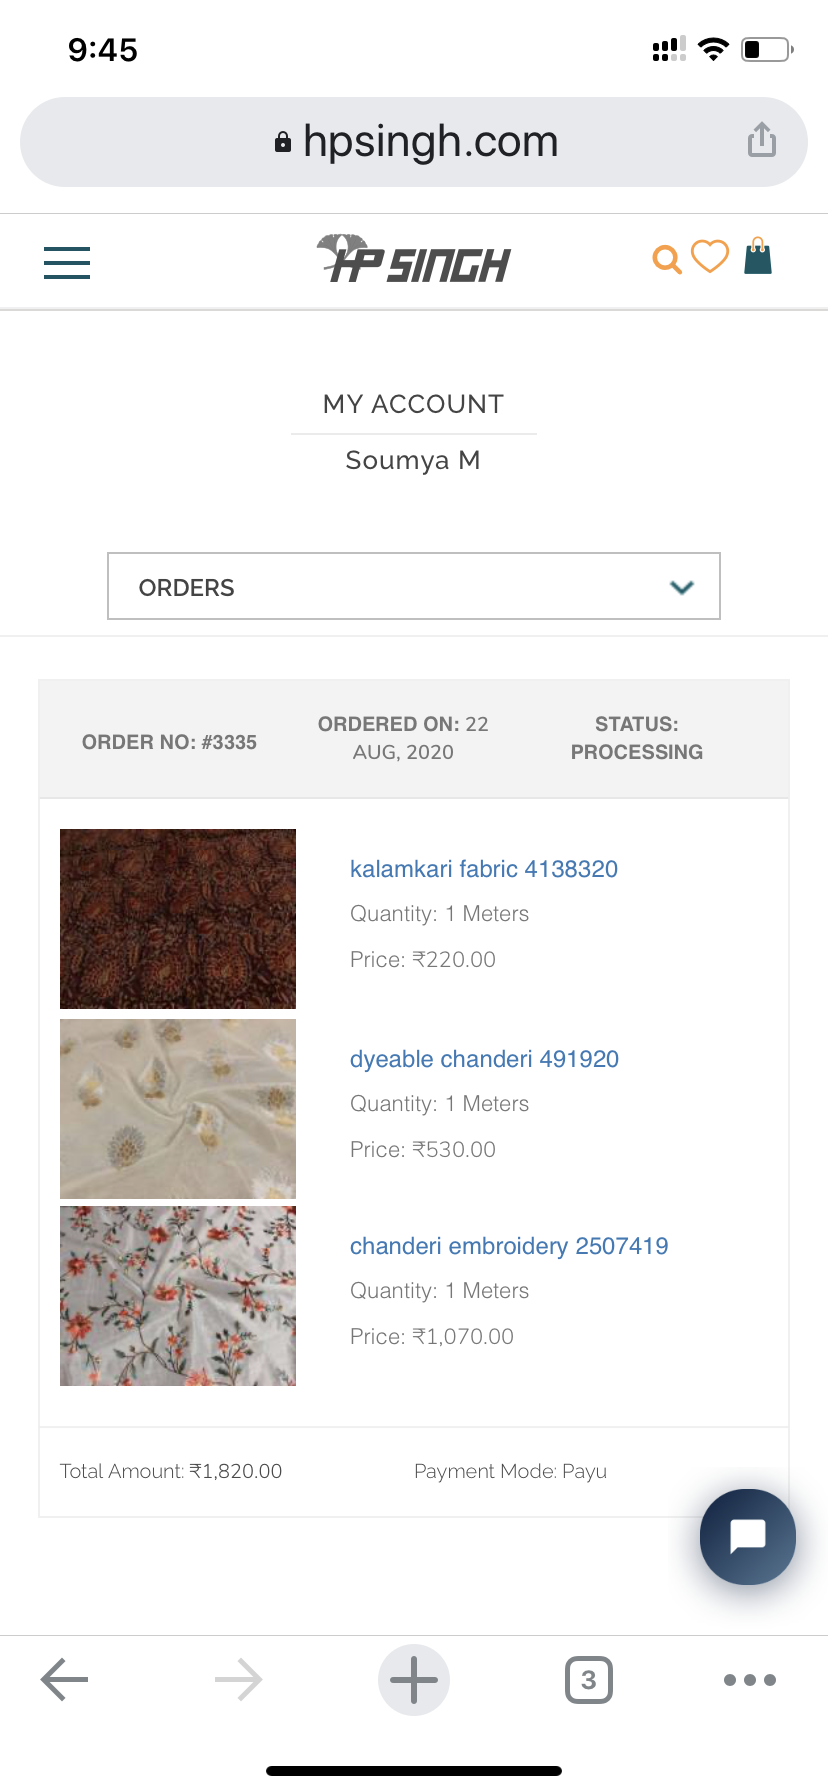 9:45
hpsingh.com
HP SINGH
MY ACCOUNT
Soumya M
ORDERS
ORDER NO: #3335
ORDERED ON: 22
AUG, 2020
STATUS:
PROCESSING
kalamkari fabric 4138320
Quantity: 1 Meters
Price: ₹220.00
dyeable chanderi 491920
Quantity: 1 Meters
Price: ₹530.00
chanderi embroidery 2507419
Quantity: 1 Meters
Price: ₹1,070.00
Total Amount: ₹1,820.00
Payment Mode: Payu
3